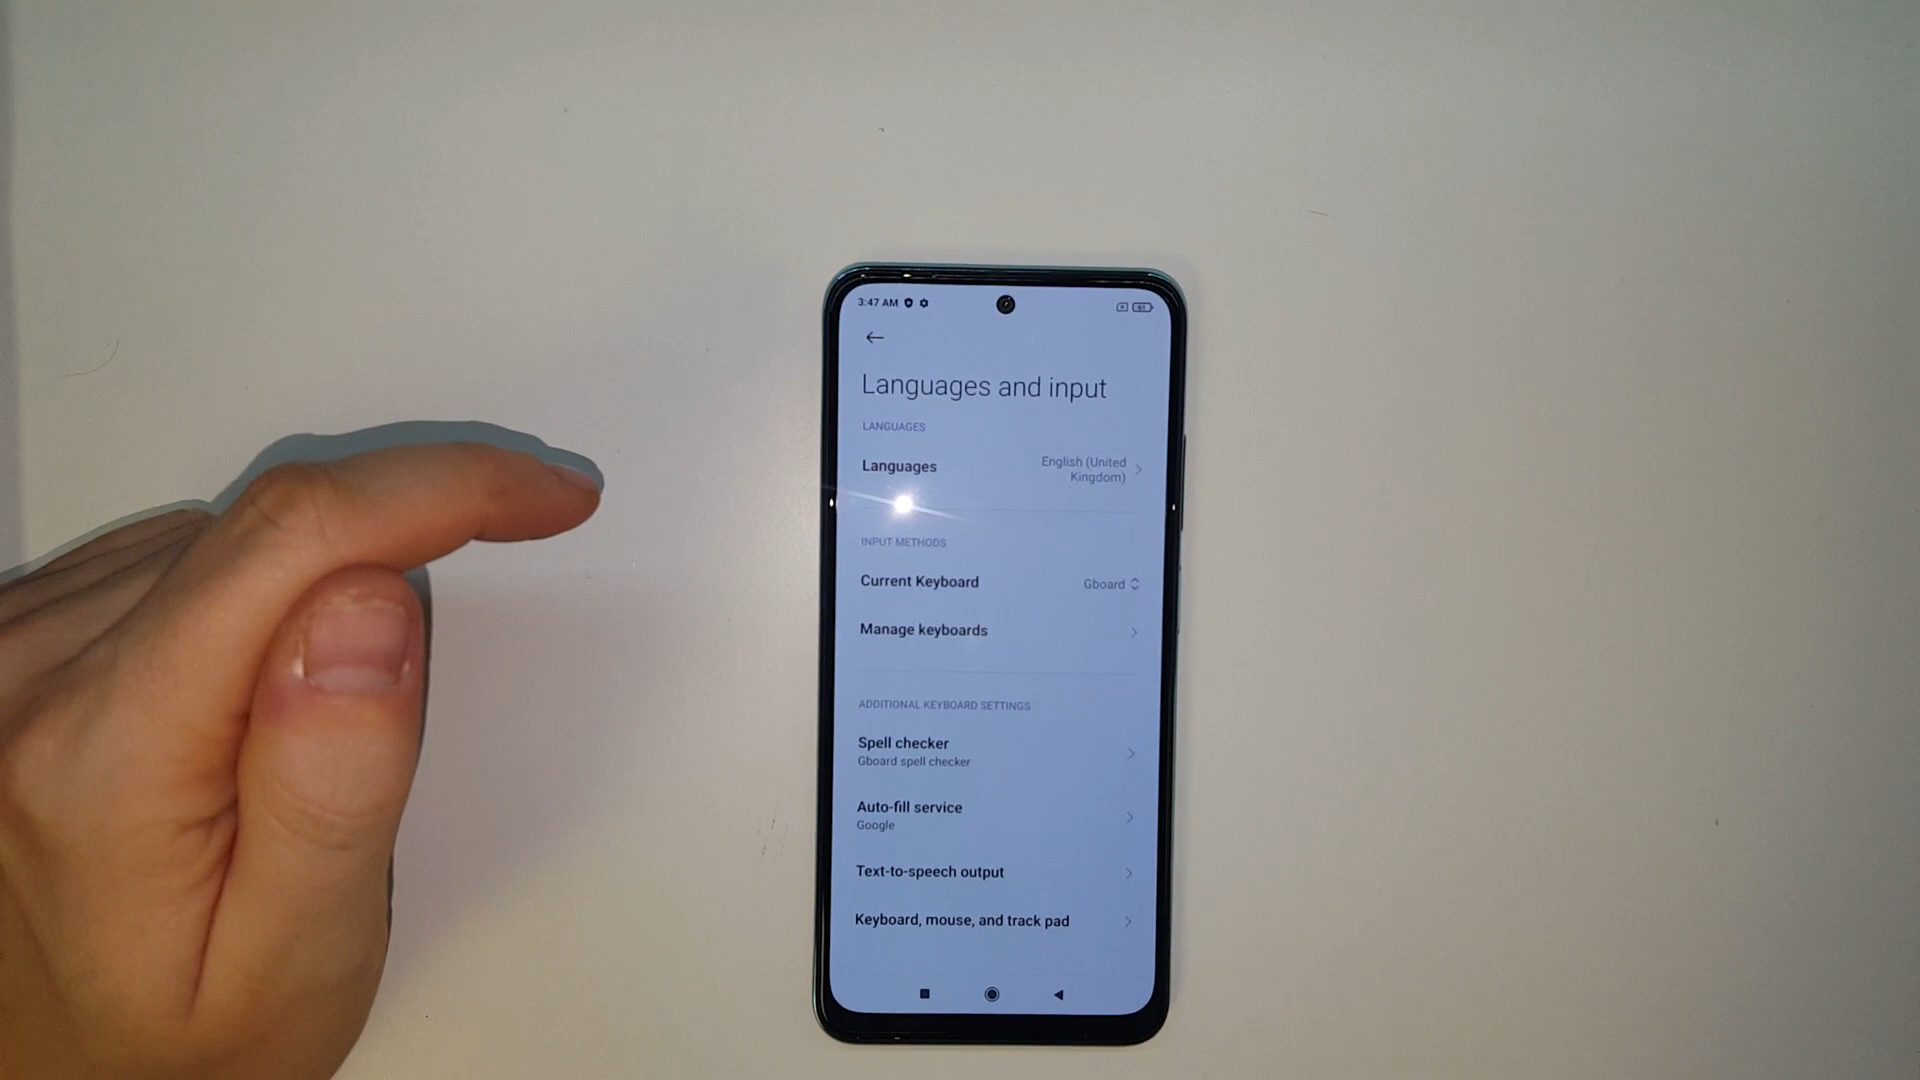 3:47 AM
Languages and input
LANGUAGES
Languages
English (United
Kingdom)
INPUT METHODS
Current Keyboard
Gboard
Manage keyboards
ADDITIONAL KEYBOARD SETTINGS
Spell checker
Gboard spell checker
Auto-fill service
Google
Text-to-speech output
Keyboard, mouse, and track pad